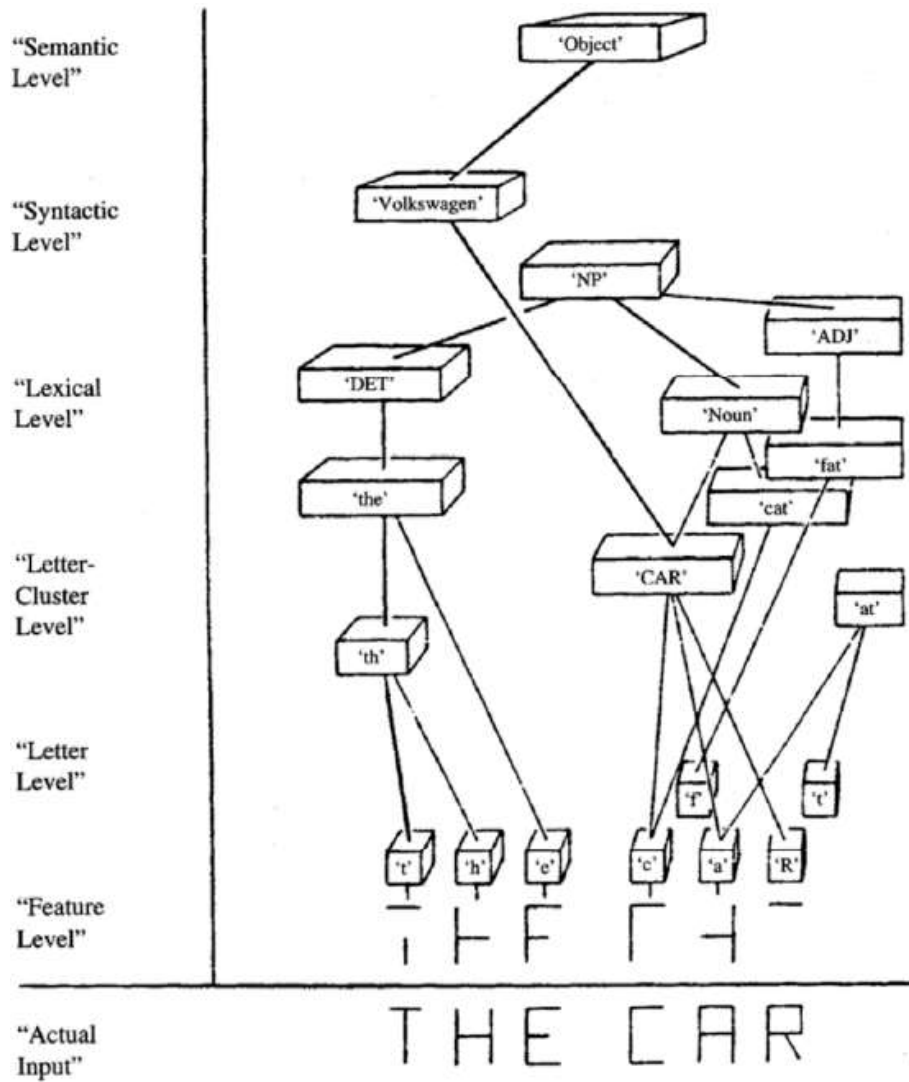 “Semantic
Level”
‘Object’
‘Volkswagen’
“Syntactic
Level”
‘NP’
‘ADJ’
‘DET’
“Lexical
Level”
‘Noun’
‘fat’
‘the’
‘cat’
“Letter-
Cluster
Level”
‘CAR’
‘at’
‘th’
“Letter
Level”
‘f’ ‘t’
‘t’ ‘h’ ‘e’ ‘c’ ‘a’ ‘R’
“Feature
Level”
“Actual
Input”
THE CAR